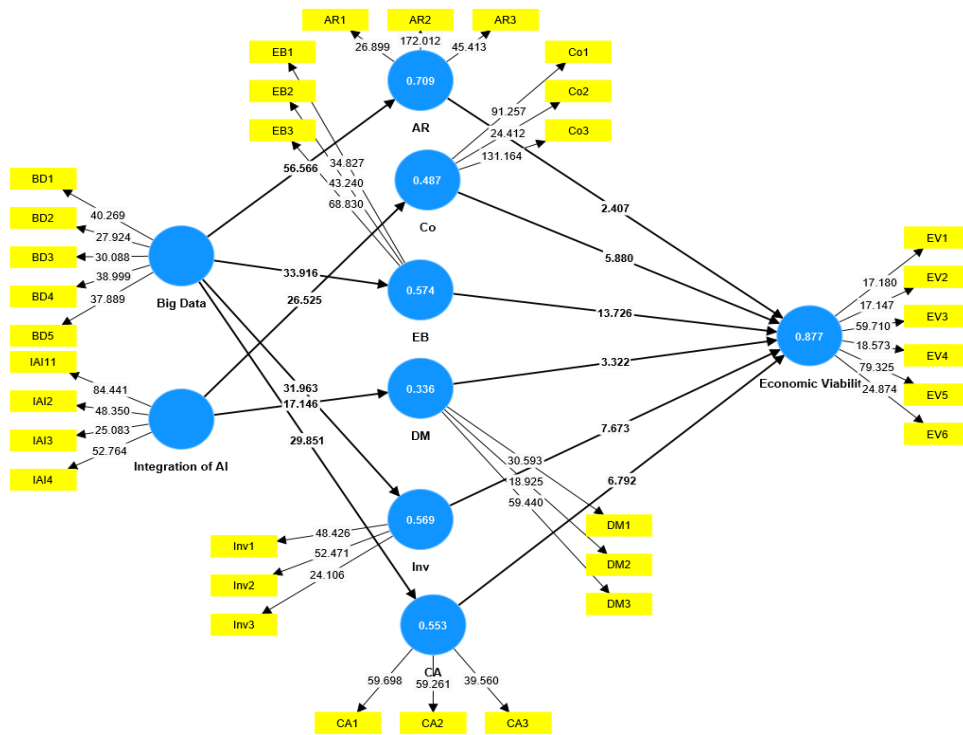 AR1
AR2
AR3
26.899
172.012
45.413
0.709
AR
EB1
EB2
EB3
34.827
43.240
68.830
Co1
Co2
Co3
91.257
24.412
131.164
0.487
Co
56.566
BD1
BD2
BD3
BD4
BD5
40.269
27.924
30.088
38.999
37.889
Big Data
33.916
26.525
0.574
EB
2.407
5.880
13.726
IAI11
IAI2
IAI3
IAI4
84.441
48.350
25.083
52.764
Integration of AI
31.963
17.146
29.851
0.336
DM
3.322
7.673
6.792
0.877
Economic Viabilit
EV1
EV2
EV3
EV4
EV5
EV6
17.180
17.147
59.710
18.573
79.325
24.874
30.593
18.925
59.440
DM1
DM2
DM3
0.569
Inv
Inv1
Inv2
Inv3
48.426
52.471
24.106
0.553
CA
59.698
59.261
39.560
CA1
CA2
CA3